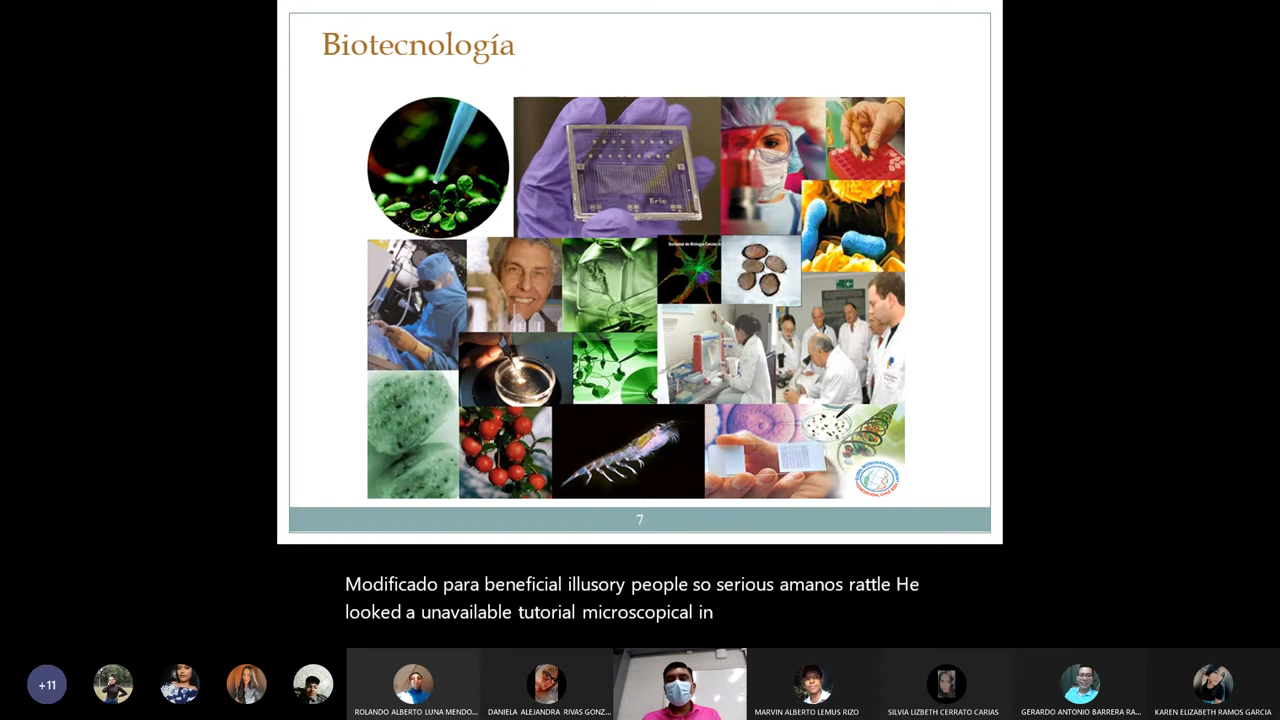 Biotecnología
Eric
7
Modificado para beneficial illusory people so serious amanos rattle He
looked a unavailable tutorial microscopical in
+11
ROLANDO ALBERTO LUNA MENDO...
DANIELA ALEJANDRA RIVAS GONZ...
MARVIN ALBERTO LEMUS RIZO
SILVIA LIZBETH CERRATO CARIAS
GERARDO ANTONIO BARRERA RA...
KAREN ELIZABETH RAMOS GARCIA